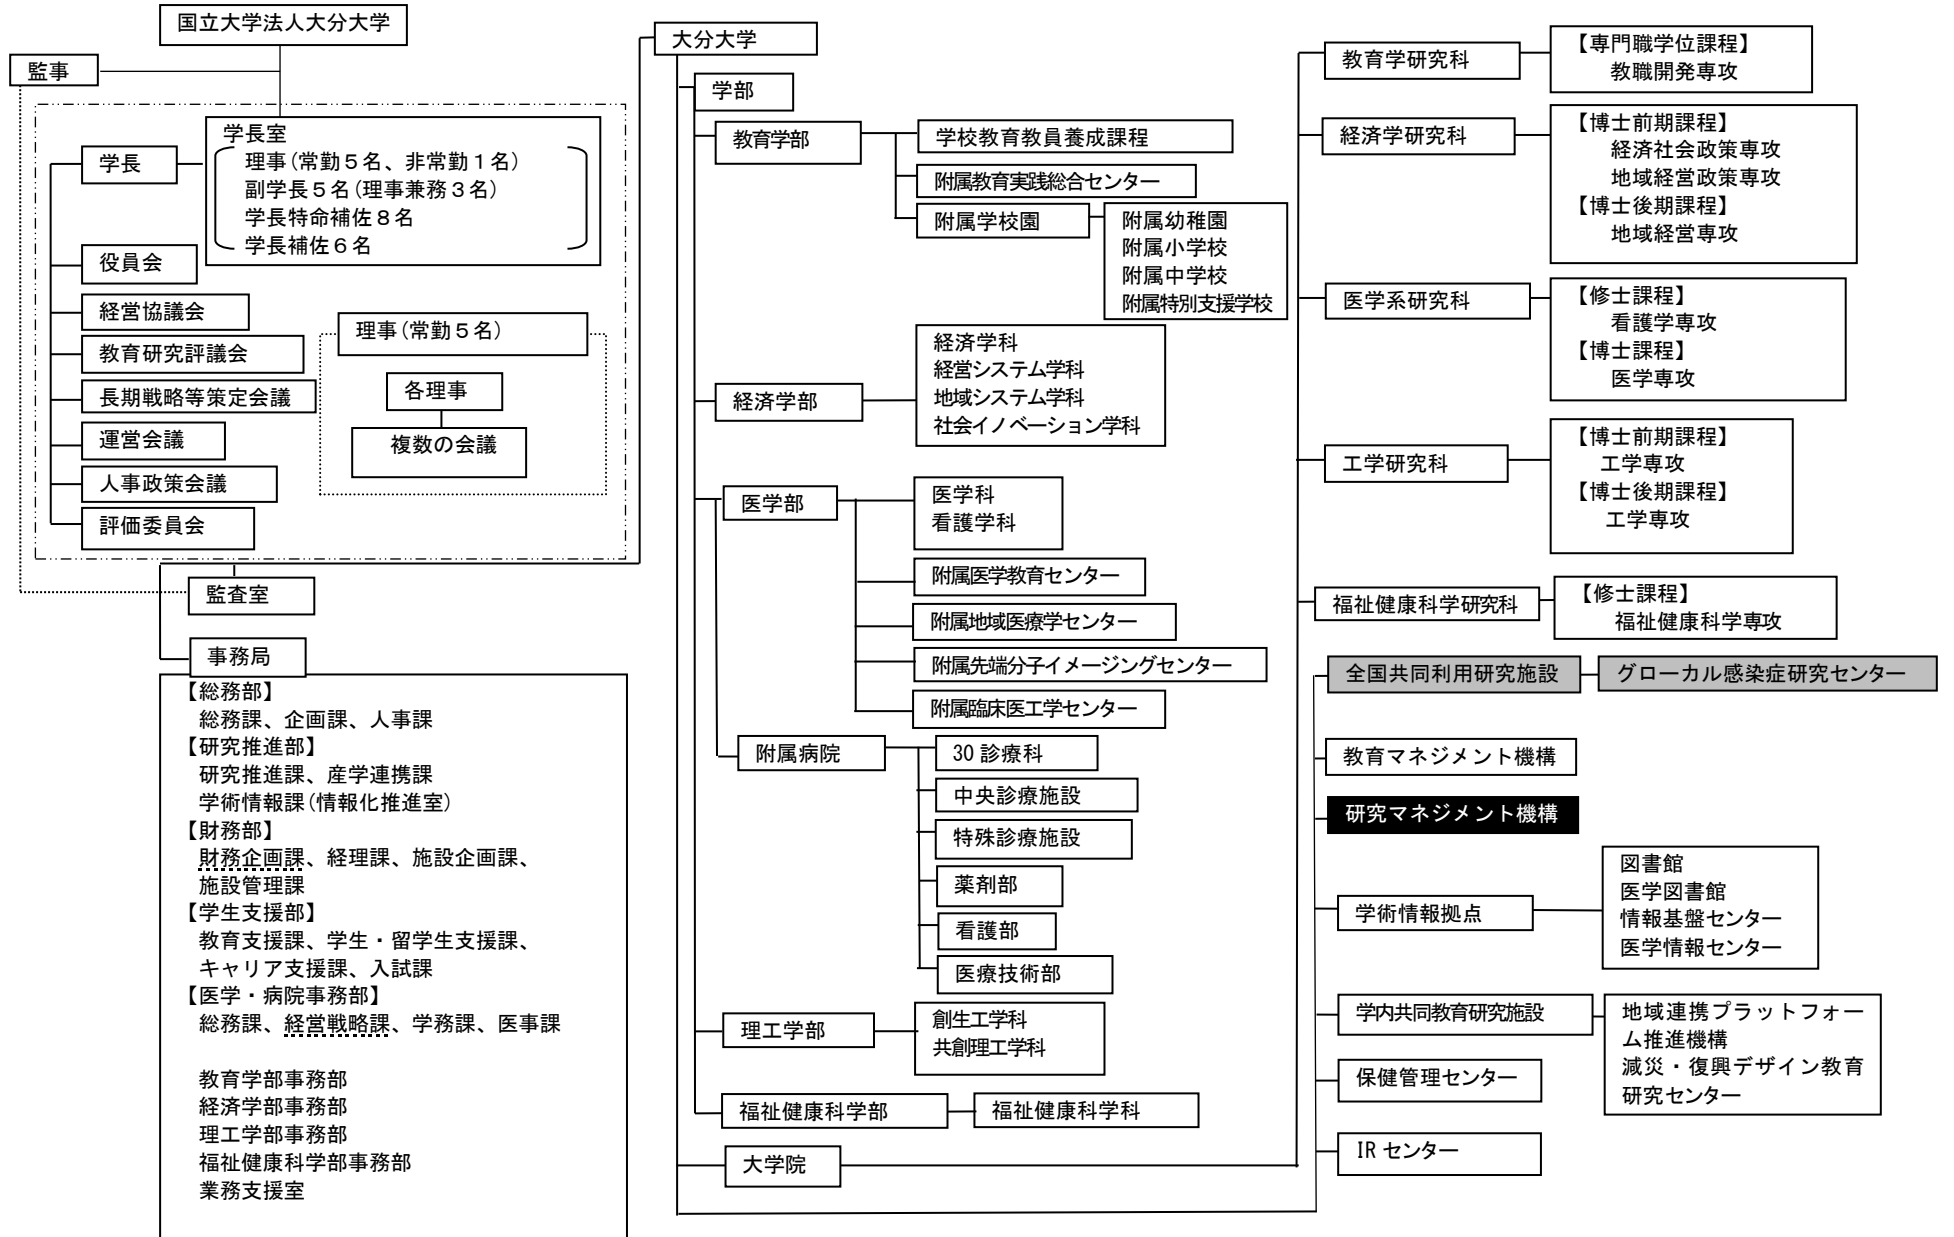 国立大学法人大分大学
監事
学長
学長室
理事(常勤５名、非常勤１名)
副学長５名(理事兼務３名)
学長特命補佐８名
学長補佐６名
役員会
経営協議会
教育研究評議会
長期戦略等策定会議
運営会議
人事政策会議
評価委員会
理事(常勤５名)
各理事
複数の会議
監査室
事務局
【総務部】
総務課、企画課、人事課
【研究推進部】
研究推進課、産学連携課
学術情報課(情報化推進室)
【財務部】
財務企画課、経理課、施設企画課、
施設管理課
【学生支援部】
教育支援課、学生・留学生支援課、
キャリア支援課、入試課
【医学・病院事務部】
総務課、経営戦略課、学務課、医事課
教育学部事務部
経済学部事務部
理工学部事務部
福祉健康科学部事務部
業務支援室
大分大学
学部
教育学部
学校教育教員養成課程
附属教育実践総合センター
附属学校園
附属幼稚園
附属小学校
附属中学校
附属特別支援学校
経済学部
経済学科
経営システム学科
地域システム学科
社会イノベーション学科
医学部
医学科
看護学科
附属医学教育センター
附属地域医療学センター
附属先端分子イメージングセンター
附属臨床医工学センター
附属病院
30 診療科
中央診療施設
特殊診療施設
薬剤部
看護部
医療技術部
理工学部
創生工学科
共創理工学科
福祉健康科学部
福祉健康科学科
大学院
教育学研究科
【専門職学位課程】
教職開発専攻
経済学研究科
【博士前期課程】
経済社会政策専攻
地域経営政策専攻
【博士後期課程】
地域経営専攻
医学系研究科
【修士課程】
看護学専攻
【博士課程】
医学専攻
工学研究科
【博士前期課程】
工学専攻
【博士後期課程】
工学専攻
福祉健康科学研究科
【修士課程】
福祉健康科学専攻
全国共同利用研究施設
グローカル感染症研究センター
教育マネジメント機構
研究マネジメント機構
学術情報拠点
図書館
医学図書館
情報基盤センター
医学情報センター
学内共同教育研究施設
地域連携プラットフォー
ム推進機構
減災・復興デザイン教育
研究センター
保健管理センター
IR センター